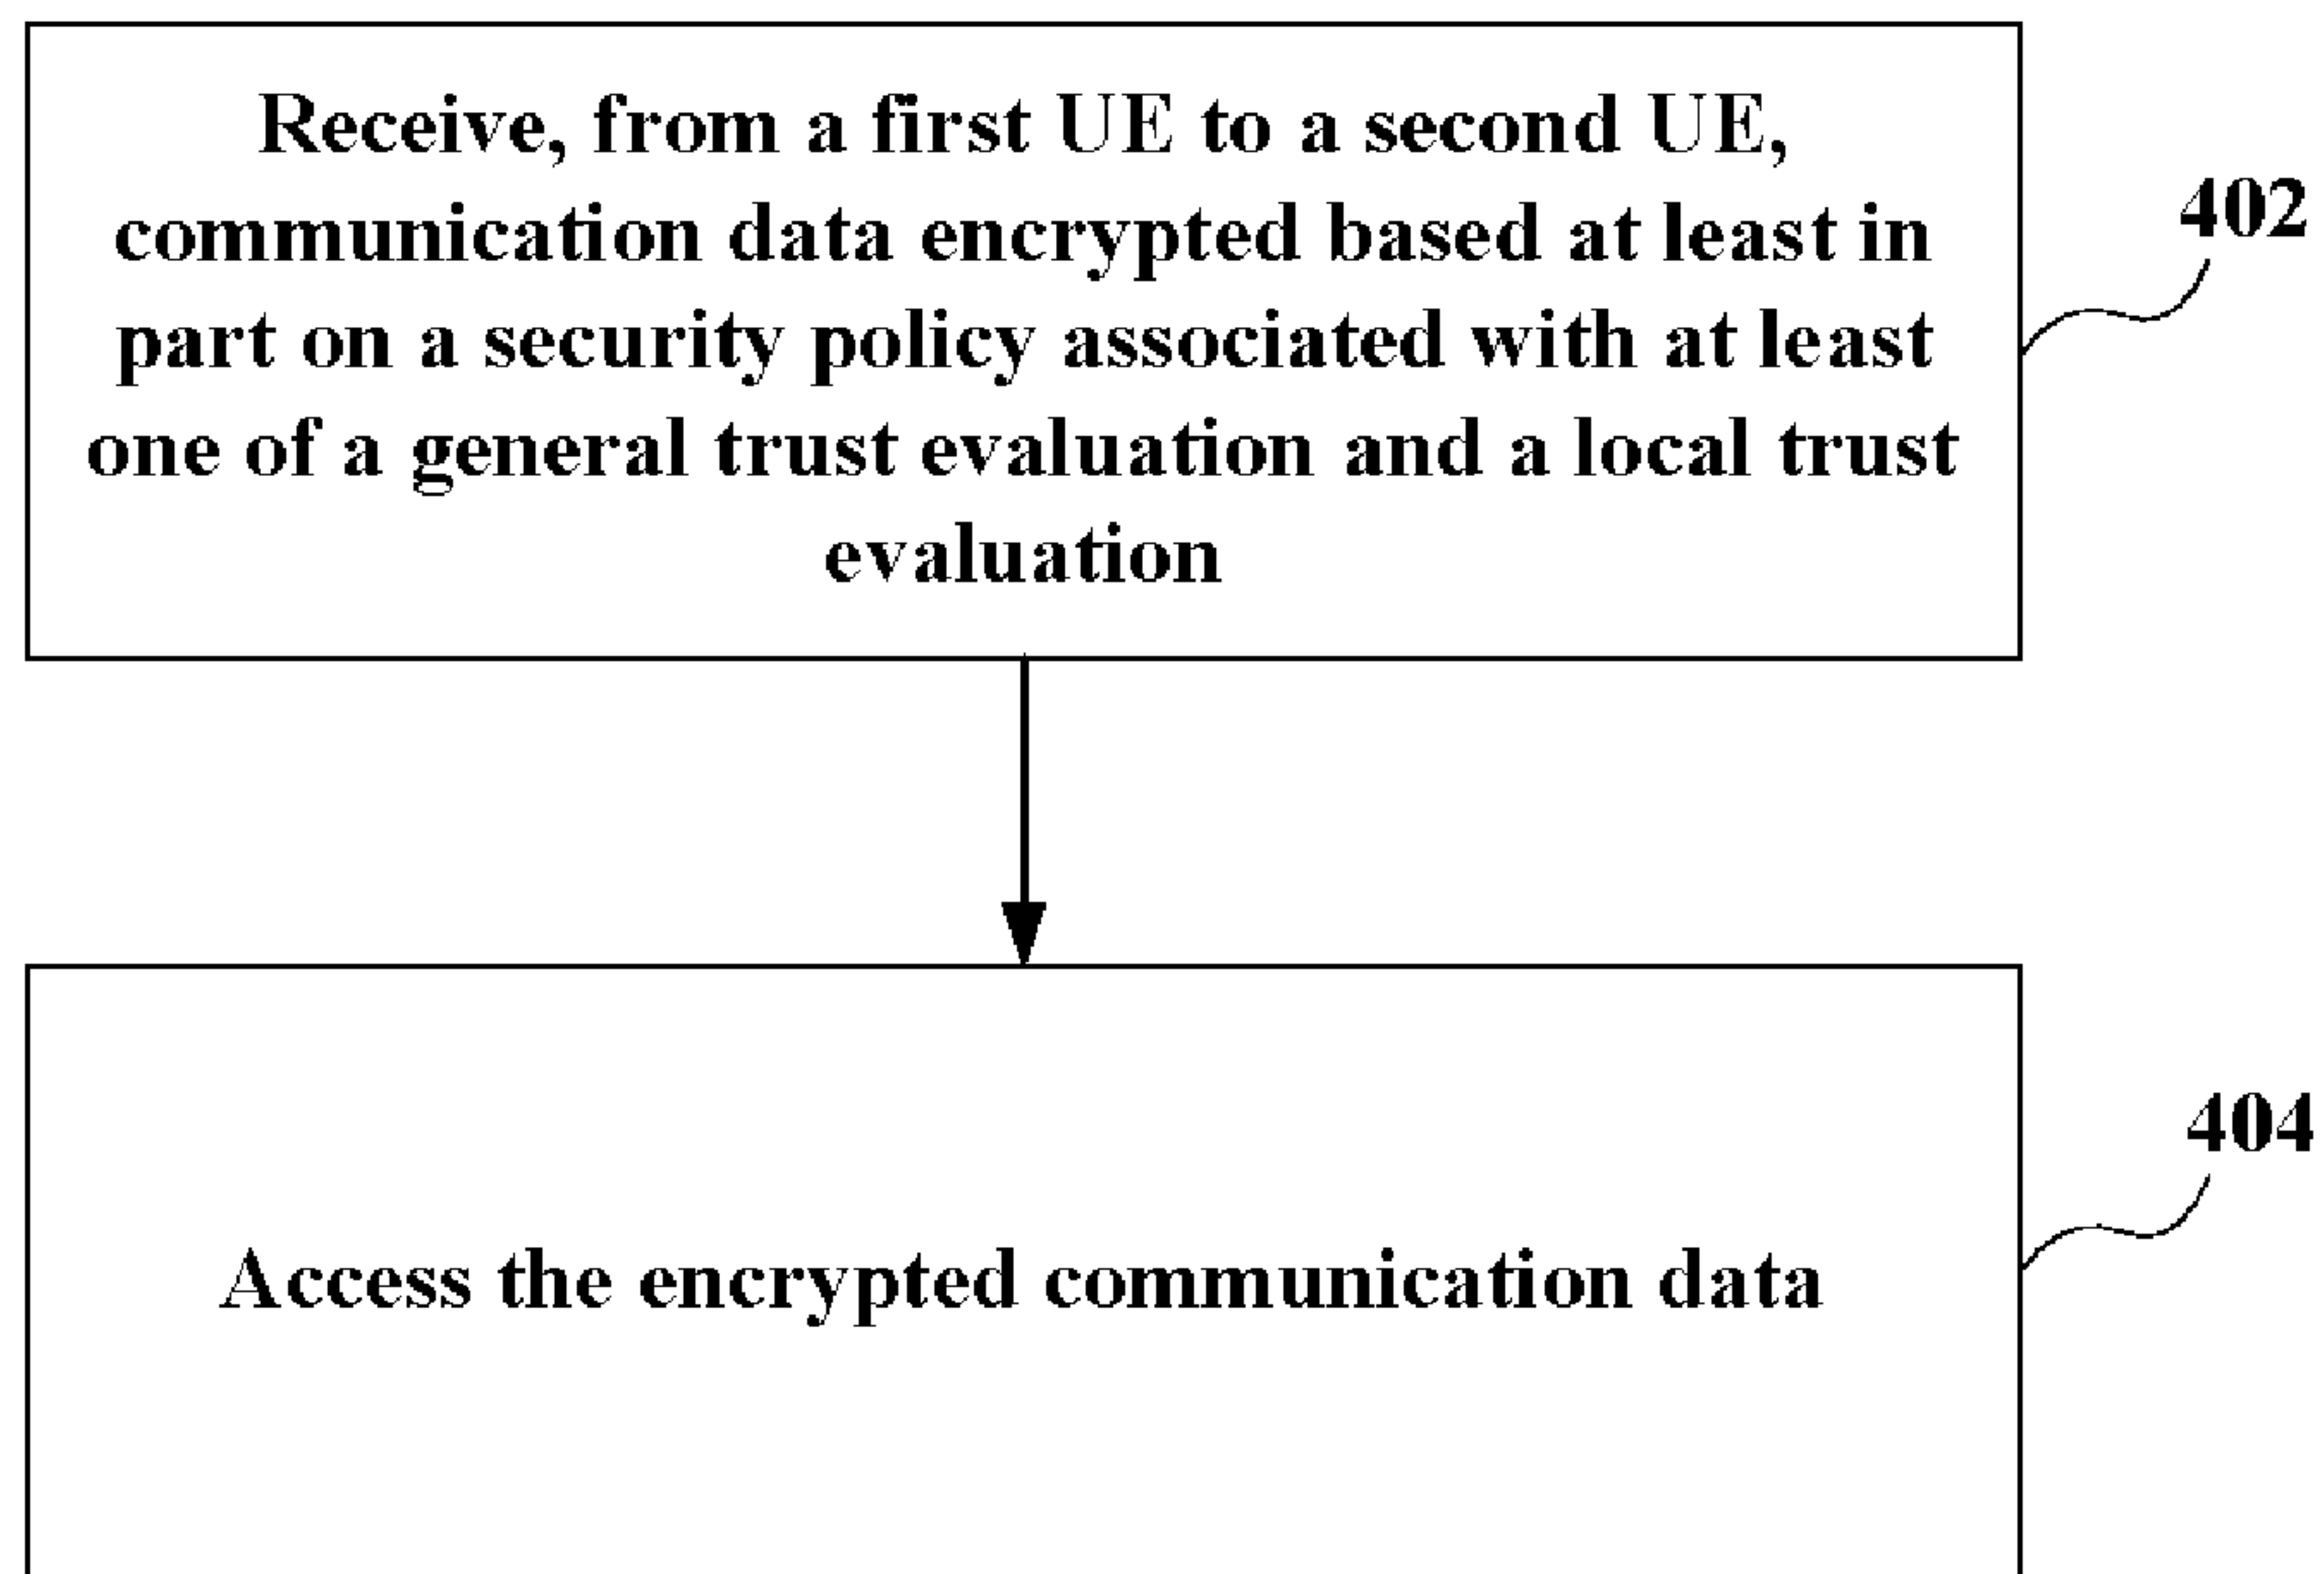 Receive, from a first UE to a second UE,
communication data encrypted based at least in
part on a security policy associated with at least
one of a general trust evaluation and a local trust
evaluation
402
Access the encrypted communication data
404